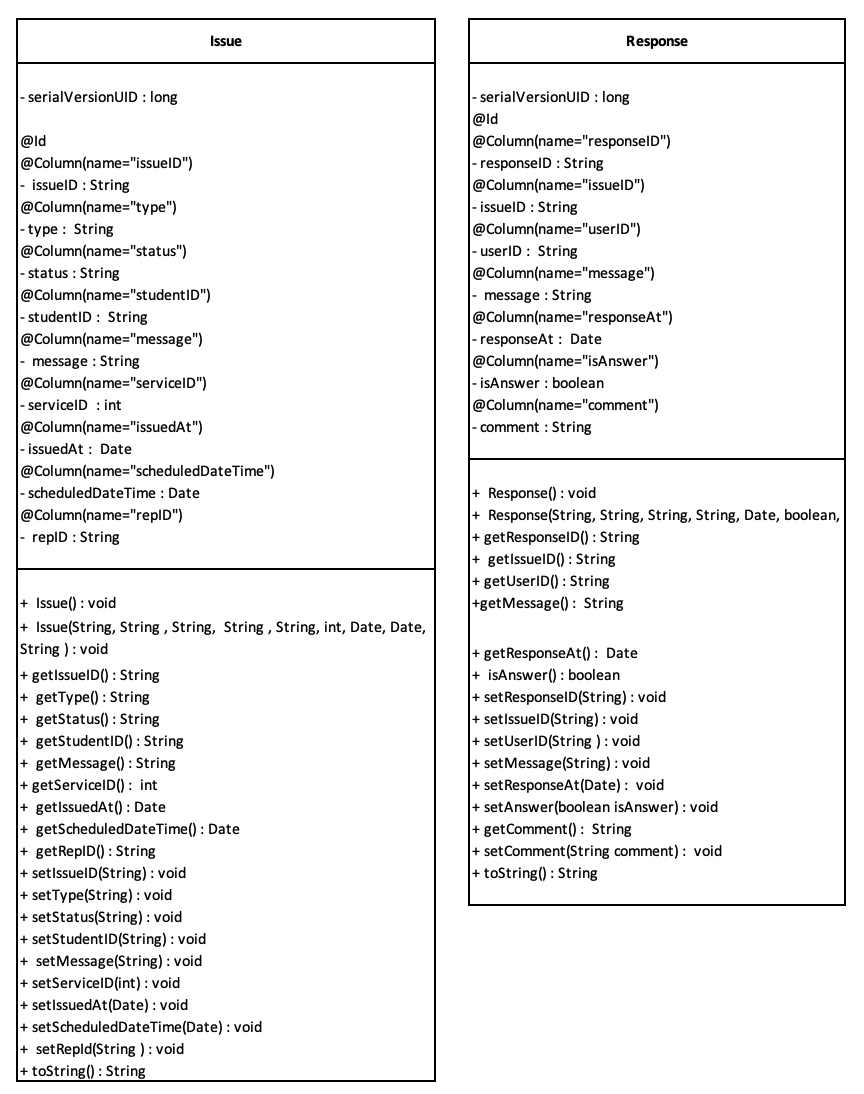 Issue
- serialVersionUID : long
@Id
@Column(name="issueID")
- issueID : String
@Column(name="type")
- type : String
@Column(name="status")
- status : String
@Column(name="studentID")
- studentID : String
@Column(name="message")
- message : String
@Column(name="serviceID")
- serviceID : int
@Column(name="issuedAt")
- issuedAt : Date
@Column(name="scheduledDateTime")
- scheduledDateTime : Date
@Column(name="repID")
- repID : String
+ Issue() : void
+ Issue(String, String , String, String , String, int, Date, Date,
String ) : void
+ getIssueID() : String
+ getType() : String
+ getStatus() : String
+ getStudentID() : String
+ getMessage() : String
+ getServiceID() : int
+ getIssuedAt() : Date
+ getScheduledDateTime() : Date
+ getRepID() : String
+ setIssueID(String) : void
+ setType(String) : void
+ setStatus(String) : void
+ setStudentID(String) : void
+ setMessage(String) : void
+ setServiceID(int) : void
+ setIssuedAt(Date) : void
+ setScheduledDateTime(Date) : void
+ setRepId(String ) : void
+ toString() : String
Response
- serialVersionUID : long
@Id
@Column(name="responseID")
- responseID : String
@Column(name="issueID")
- issueID : String
@Column(name="userID")
- userID : String
@Column(name="message")
- message : String
@Column(name="responseAt")
- responseAt : Date
@Column(name="isAnswer")
- isAnswer : boolean
@Column(name="comment")
- comment : String
+ Response() : void
+ Response(String, String, String, String, Date, boolean,
+ getResponseID() : String
+ getIssueID() : String
+ getUserID() : String
+getMessage() : String
+ getResponseAt() : Date
+ isAnswer() : boolean
+ setResponseID(String) : void
+ setIssueID(String) : void
+ setUserID(String ) : void
+ setMessage(String) : void
+ setResponseAt(Date) : void
+ setAnswer(boolean isAnswer) : void
+ getComment() : String
+ setComment(String comment) : void
+ toString() : String